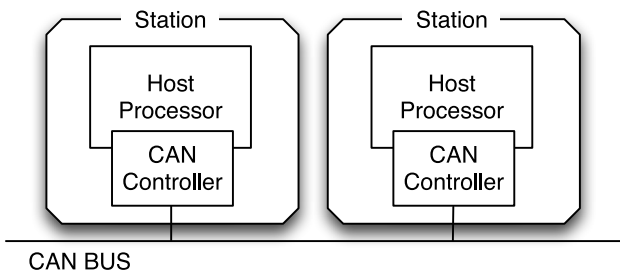 Station
Host
Processor
CAN
Controller
Station
Host
Processor
CAN
Controller
CAN BUS